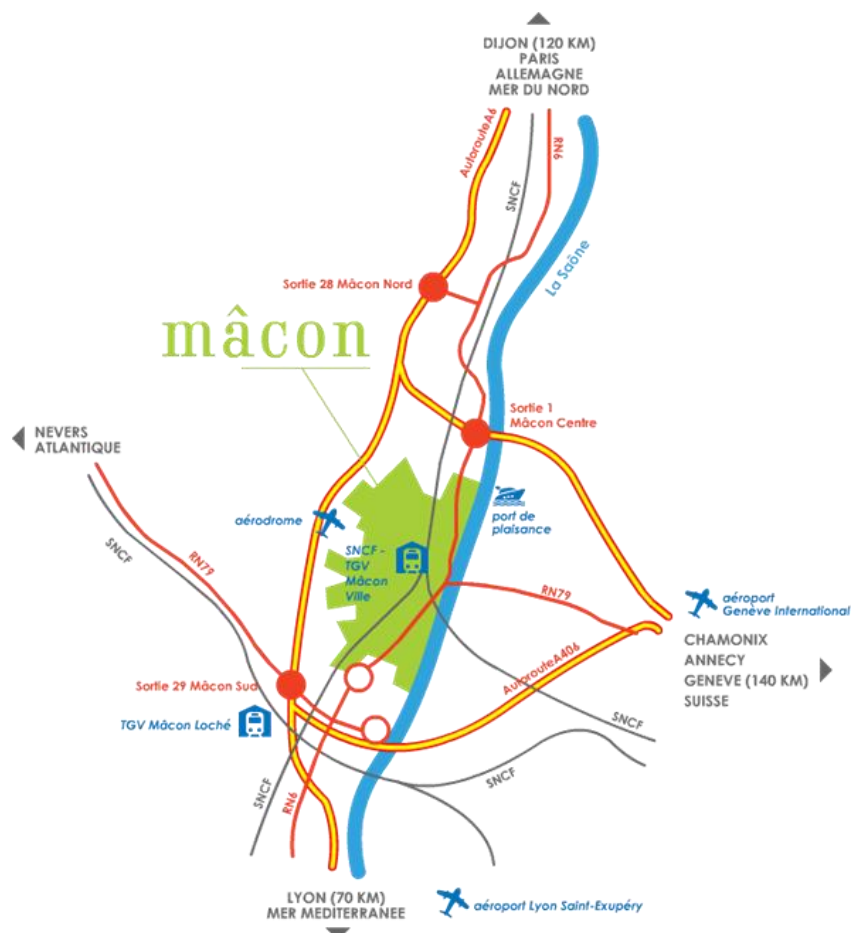 DIJON (120 KM)
PARIS
ALLEMAGNE
MER DU NORD
AutorouteA6
SNCF
RN6
La Saône
Sortie 28 Mâcon Nord
mâcon
Sortie 1
Mâcon Centre
NEVERS
ATLANTIQUE
aérodrome
port de
plaisance
SNCF -
TGV
Mâcon
Ville
SNCF
RN79
RN79
aéroport
Genève International
CHAMONIX
ANNECY
GENEVE (140 KM)
SUISSE
AutorouteA406
Sortie 29 Mâcon Sud
TGV Mâcon Loché
SNCF
SNCF
SNCF
RN6
LYON (70 KM)
MER MEDITERRANEE
aéroport Lyon Saint-Exupéry